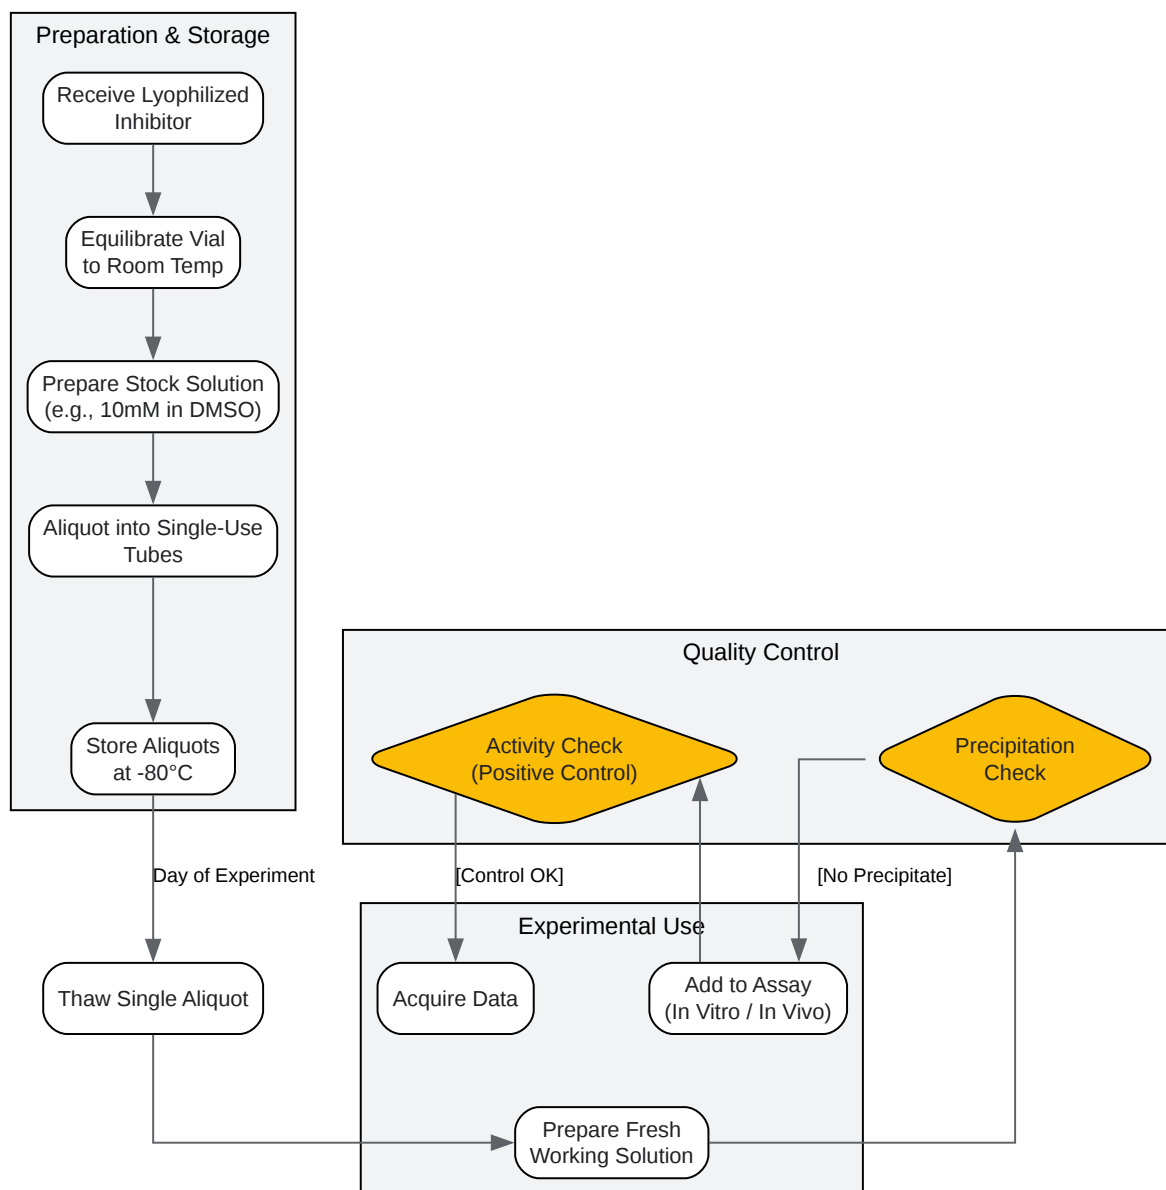 Preparation & Storage
Receive Lyophilized
Inhibitor
Equilibrate Vial
to Room Temp
Prepare Stock Solution
(e.g., 10mM in DMSO)
Aliquot into Single-Use
Tubes
Store Aliquots
at -80°C
Day of Experiment
Thaw Single Aliquot
Quality Control
Activity Check
(Positive Control)
Precipitation
Check
[Control OK]
[No Precipitate]
Experimental Use
Acquire Data
Add to Assay
(In Vitro / In Vivo)
Prepare Fresh
Working Solution